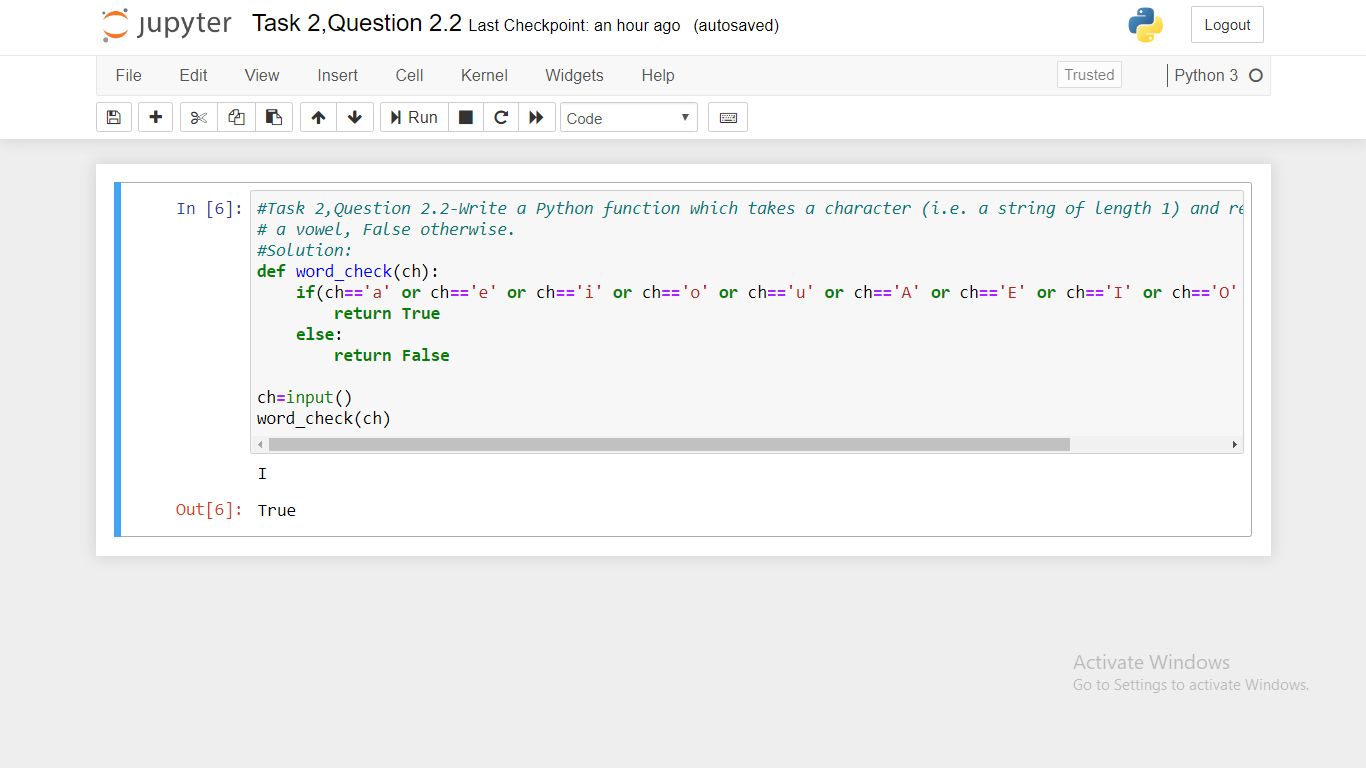 jupyter Task 2,Question 2.2 Last Checkpoint: an hour ago (autosaved) Logout
File Edit View Insert Cell Kernel Widgets Help Trusted Python 3
Run Code
In [6]: #Task 2,Question 2.2-Write a Python function which takes a character (i.e. a string of length 1) and
# a vowel, False otherwise.
#Solution:
def word_check(ch):
    if(ch=='a' or ch=='e' or ch=='i' or ch=='o' or ch=='u' or ch=='A' or ch=='E' or ch=='I' or ch=='O'
        return True
    else:
        return False
ch=input()
word_check(ch)
I
Out[6]: True
Activate Windows
Go to Settings to activate Windows.